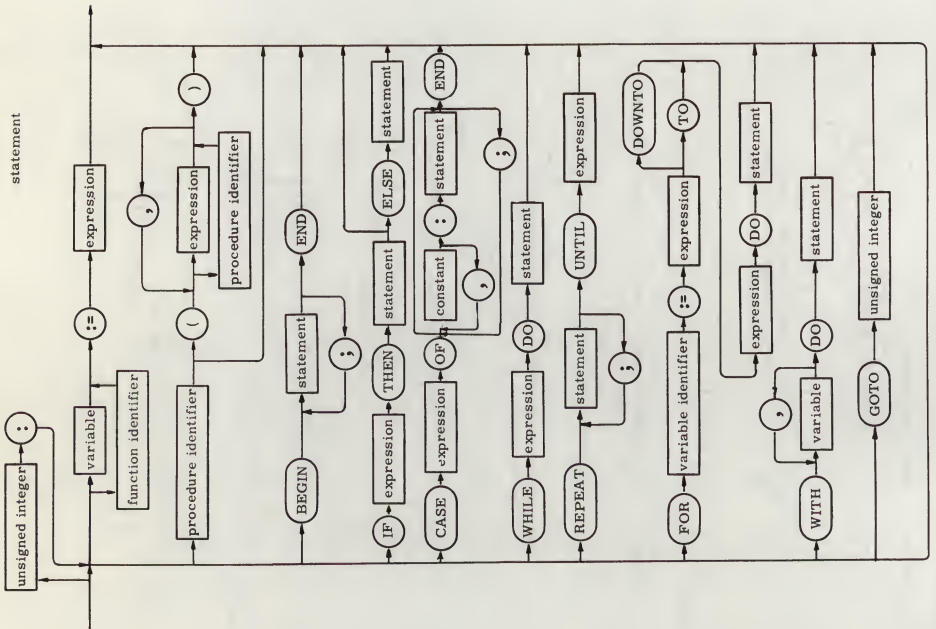 statement
unsigned integer :
variable := expression
function identifier
,
procedure identifier ( expression )
procedure identifier
BEGIN statement END
;
IF expression THEN statement ELSE statement
CASE expression OF constant : statement END
,
;
WHILE expression DO statement
REPEAT statement UNTIL expression
;
DOWNTO
FOR variable identifier := expression TO
expression DO statement
,
WITH variable DO statement
GOTO unsigned integer